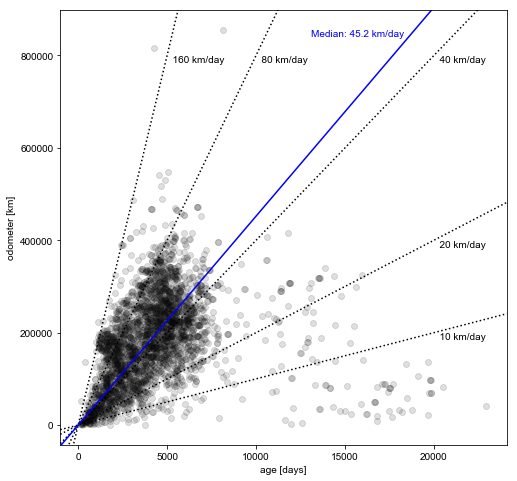 Median: 45.2 km/day
160 km/day
80 km/day
40 km/day
20 km/day
10 km/day
800000
600000
400000
200000
0
odometer [km]
0
5000
10000
15000
20000
age [days]